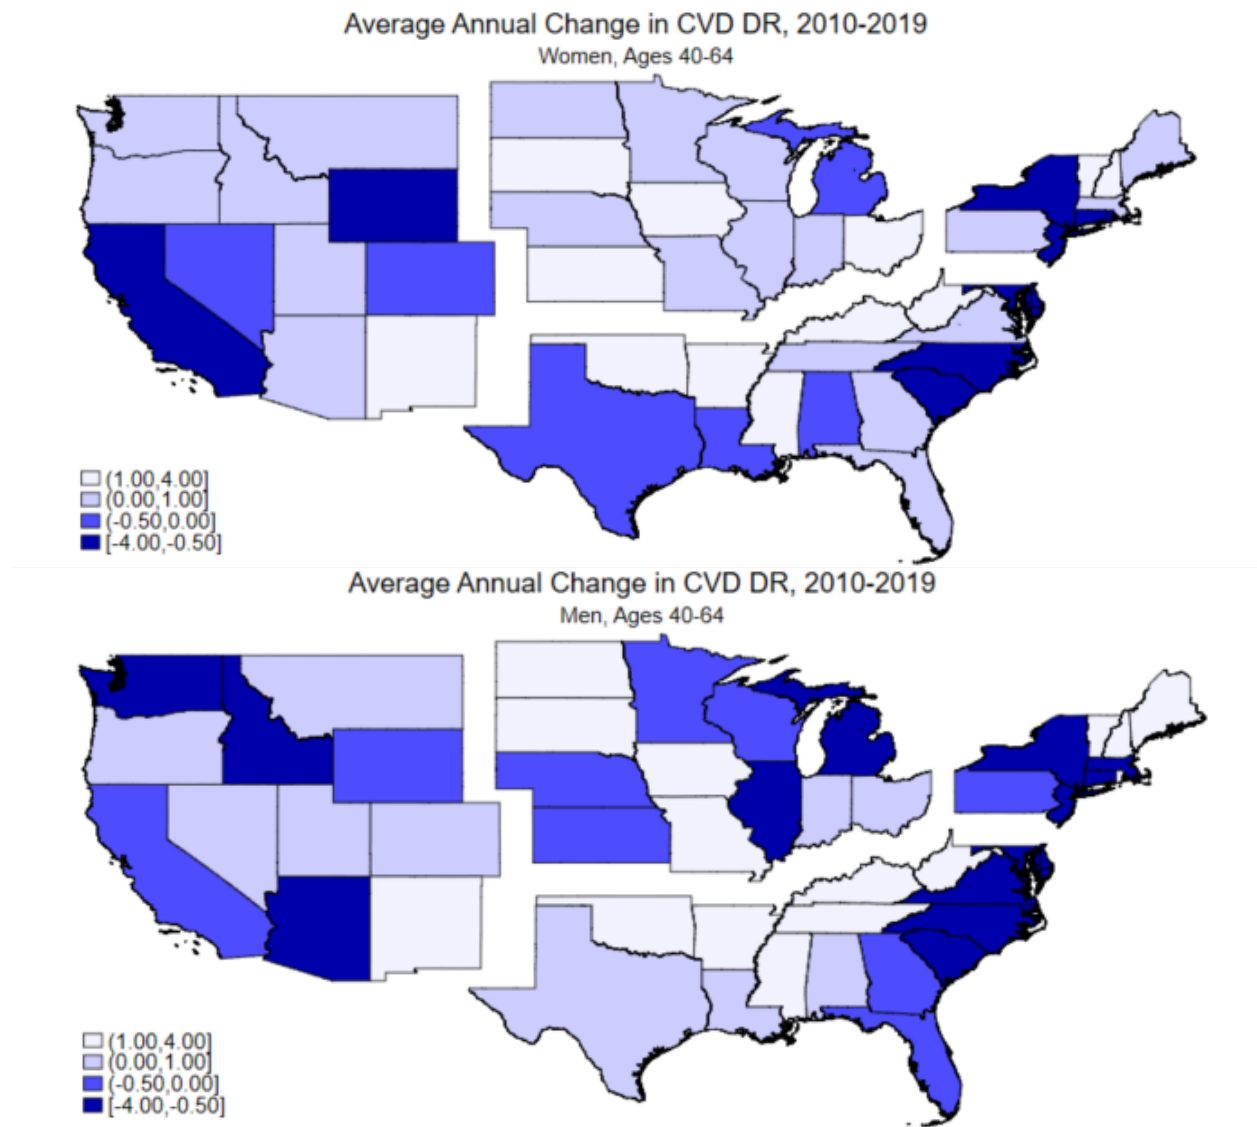 Average Annual Change in CVD DR, 2010-2019
Women, Ages 40-64
(1.00,4.00]
(0.00,1.00]
(-0.50,0.00]
[-4.00,-0.50]
Average Annual Change in CVD DR, 2010-2019
Men, Ages 40-64
(1.00,4.00]
(0.00,1.00]
(-0.50,0.00]
[-4.00,-0.50]